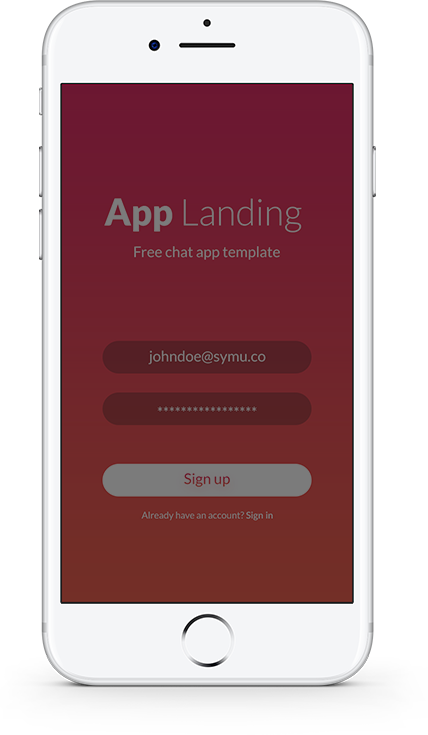 App Landing
Free chat app template
johndoe@symu.co
*****************
Sign up
Already have an account? Sign in